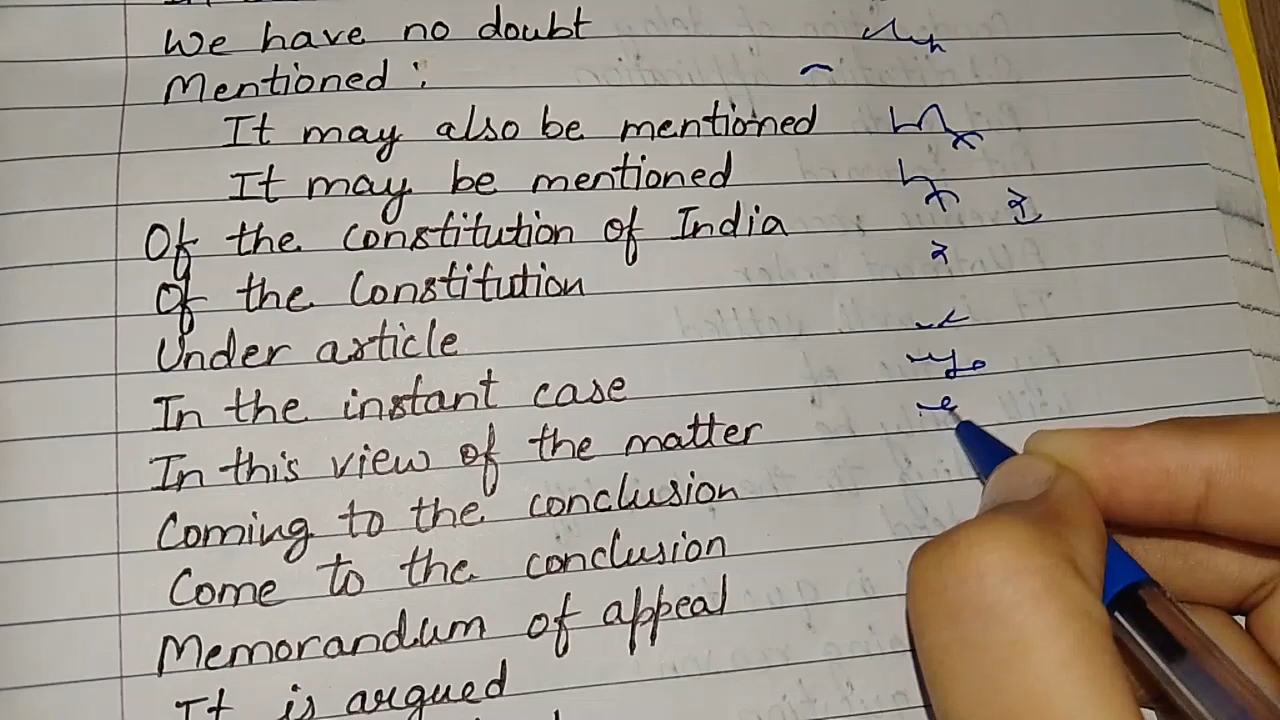 We have no doubt
Mentioned :
It may also be mentioned
It may be mentioned
Of the constitution of India
Of the Constitution
Under article
In the instant case
In this view of the matter
Coming to the conclusion
Come to the conclusion
Memorandum of appeal
It is argued